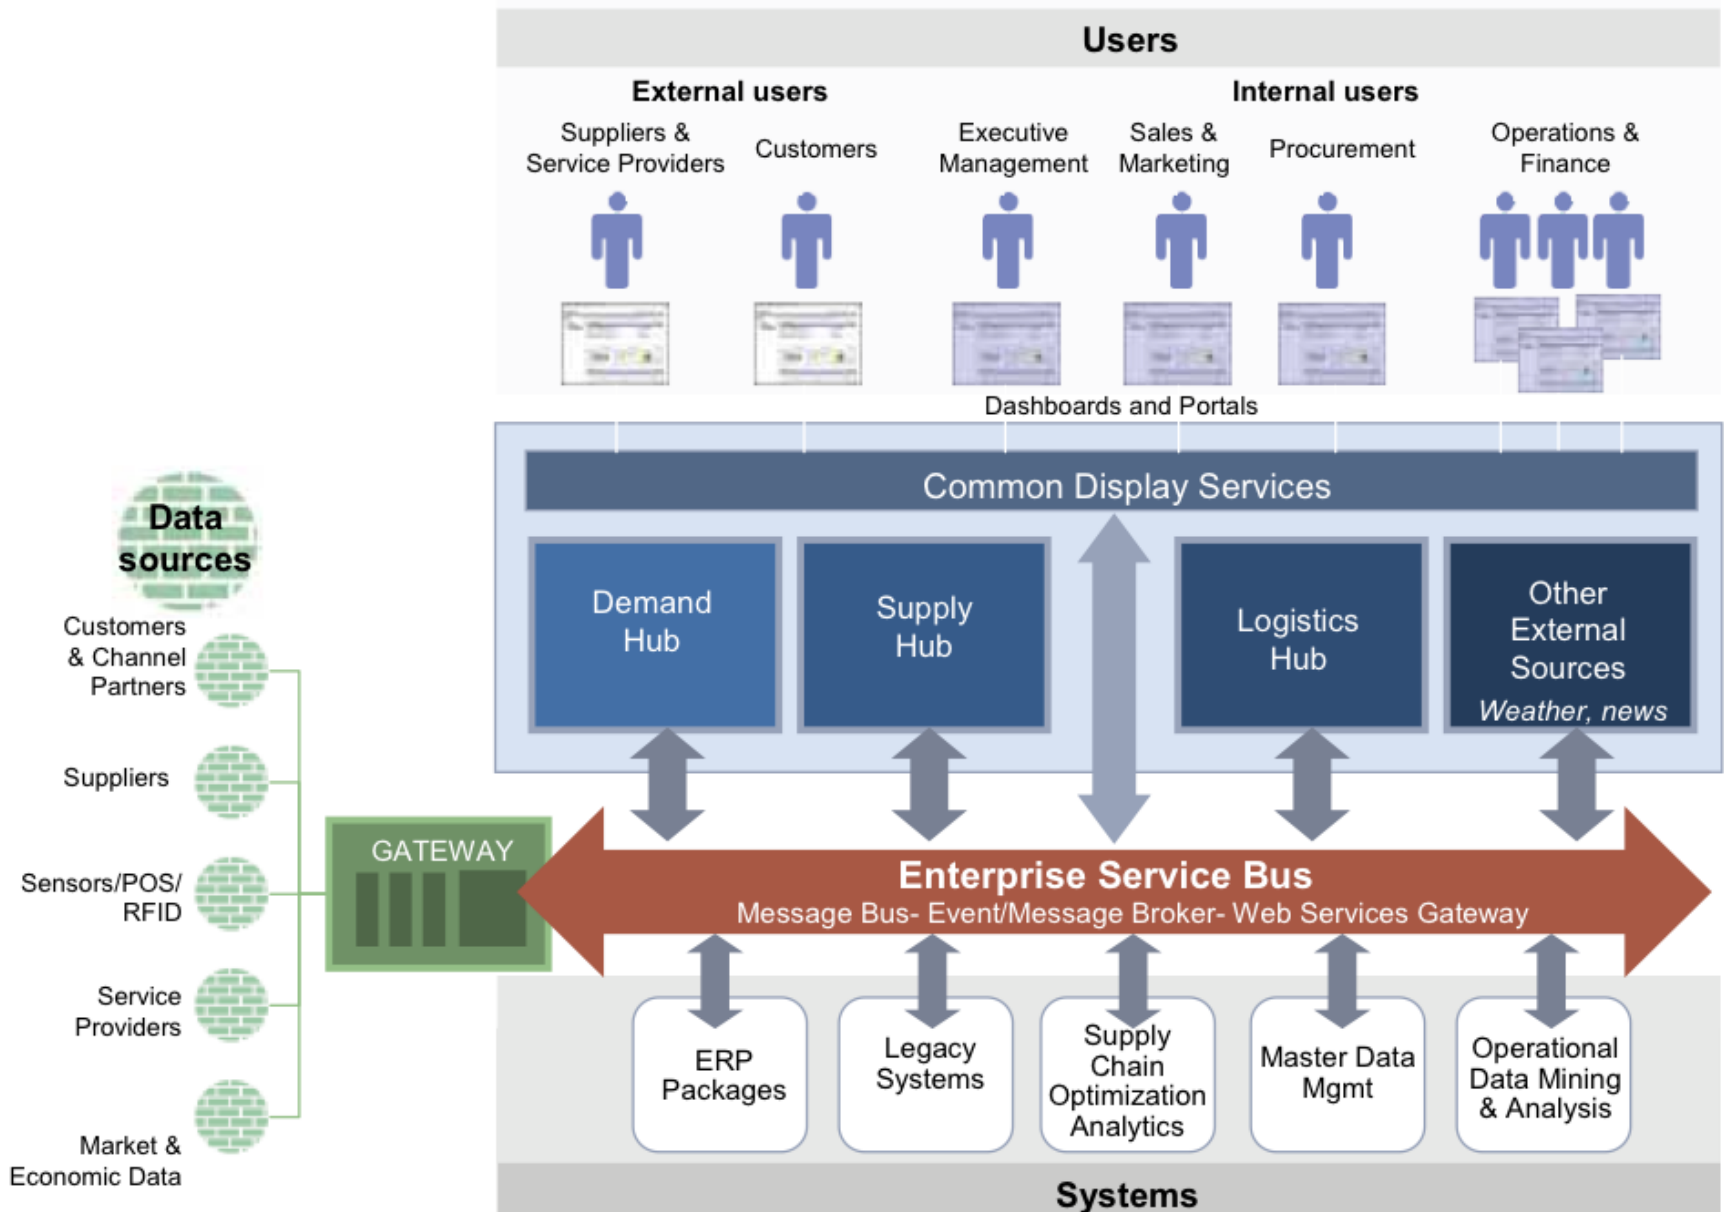 Users
External users
Internal users
Suppliers &
Service Providers
Customers
Executive
Management
Sales &
Marketing
Procurement
Operations &
Finance
Dashboards and Portals
Common Display Services
Demand
Hub
Supply
Hub
Logistics
Hub
Other
External
Sources
Weather, news
Data
sources
Customers
& Channel
Partners
Suppliers
Sensors/POS/
RFID
Service
Providers
Market &
Economic Data
GATEWAY
Enterprise Service Bus
Message Bus- Event/Message Broker- Web Services Gateway
ERP
Packages
Legacy
Systems
Supply
Chain
Optimization
Analytics
Master Data
Mgmt
Operational
Data Mining
& Analysis
Systems